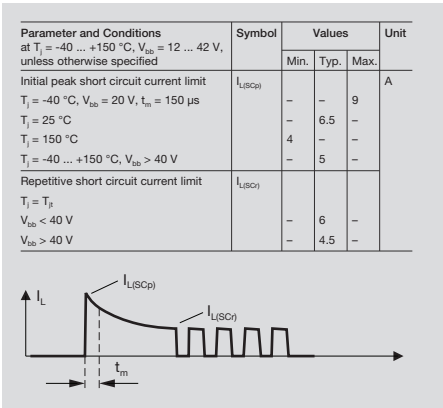 Parameter and Conditions Symbol Values Unit
at Tj = -40 ... +150 °C, Vbb = 12 ... 42 V,
unless otherwise specified Min. Typ. Max.
Initial peak short circuit current limit IL(SCp) A
Tj = -40 °C, Vbb = 20 V, tm = 150 µs – – 9
Tj = 25 °C – 6.5 –
Tj = 150 °C 4 – –
Tj = -40 ... +150 °C, Vbb > 40 V – 5 –
Repetitive short circuit current limit IL(SCr)
Tj = Tjt
Vbb < 40 V – 6 –
Vbb > 40 V – 4.5 –
IL(SCp)
IL
IL(SCr)
tm